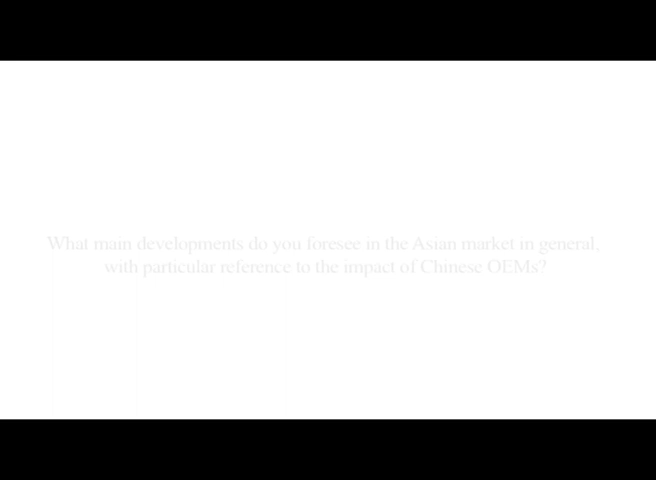 What main developments do you foresee in the Asian market in general,
with particular reference to the impact of Chinese OEMs?